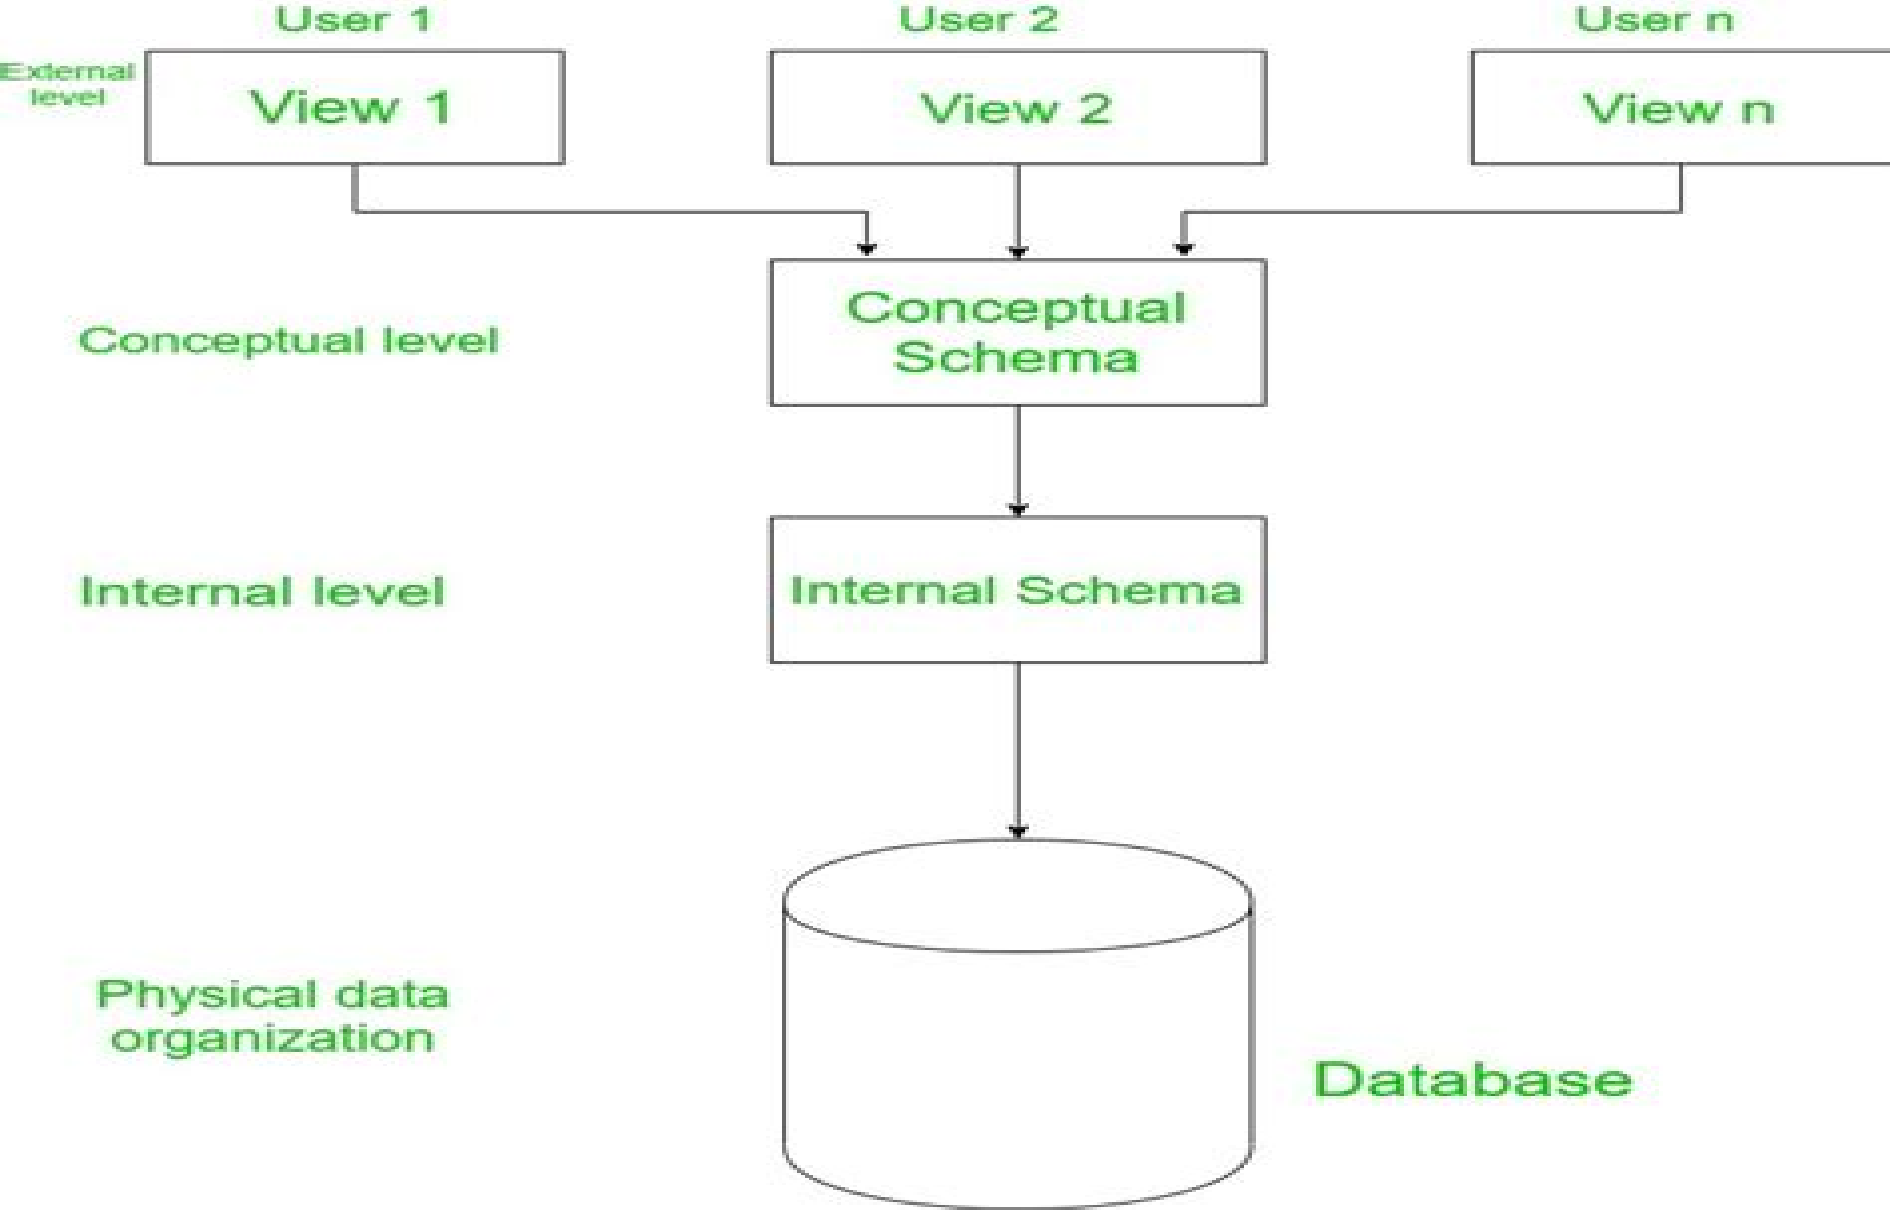 User 1
User 2
User n
External
level
View 1
View 2
View n
Conceptual level
Conceptual
Schema
Internal level
Internal Schema
Physical data
organization
Database